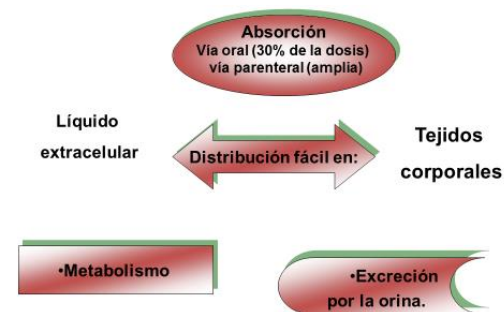 Absorción
Vía oral (30% de la dosis)
vía parenteral (amplia)
Líquido
extracelular
Distribución fácil en:
Tejidos
corporales
•Metabolismo
•Excreción
por la orina.